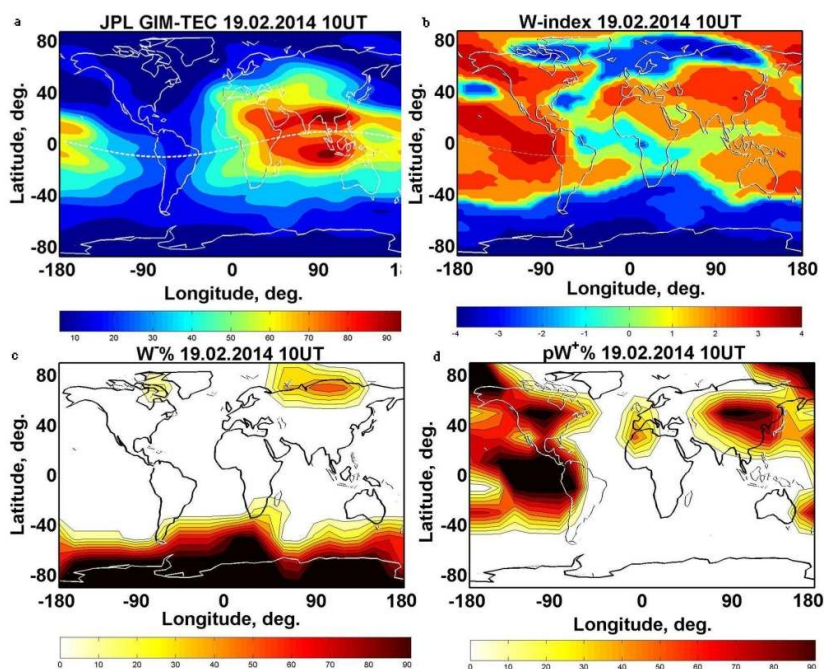 a JPL GIM-TEC 19.02.2014 10UT
80
40
0
-40
-80
Latitude, deg.
-180 -90 0 90 18
Longitude, deg.
10 20 30 40 50 60 70 80 90
b W-index 19.02.2014 10UT
80
40
0
-40
-80
Latitude, deg.
-180 -90 0 90 180
Longitude, deg.
-4 -3 -2 -1 0 1 2 3 4
c W-% 19.02.2014 10UT
80
40
0
-40
-80
Latitude, deg.
-180 -90 0 90 180
Longitude, deg.
0 10 20 30 40 50 60 70 80 90
d pW+% 19.02.2014 10UT
80
40
0
-40
-80
Latitude, deg.
-180 -90 0 90 180
Longitude, deg.
0 10 20 30 40 50 60 70 80 90